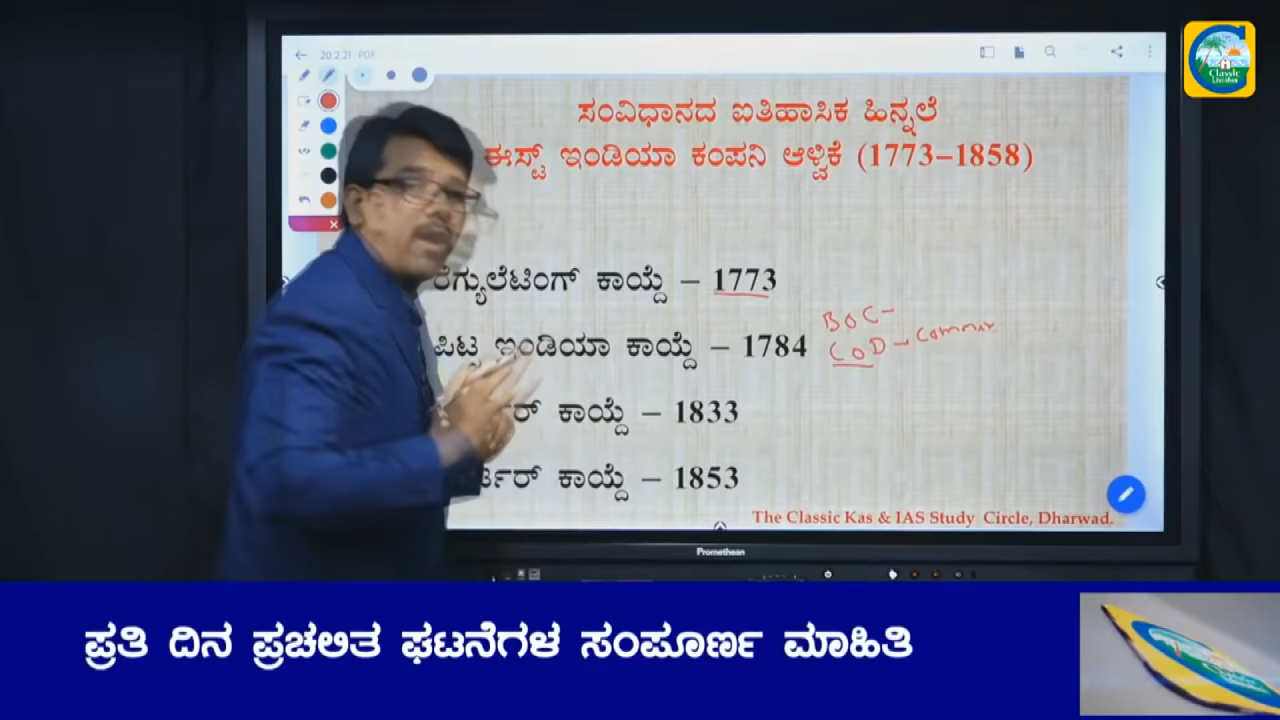 20.2.21 PDF
ಸಂವಿಧಾನದ ಐತಿಹಾಸಿಕ ಹಿನ್ನಲೆ
ಈಸ್ಟ್ ಇಂಡಿಯಾ ಕಂಪನಿ ಆಳ್ವಿಕೆ (1773–1858)
ರೆಗ್ಯುಲೆಟಿಂಗ್ ಕಾಯ್ದೆ – 1773
BOC–
ಪಿಟ್ಸ ಇಂಡಿಯಾ ಕಾಯ್ದೆ – 1784
COD –
ಕಾಯ್ದೆ – 1833
ಕಾಯ್ದೆ – 1853
The Classic Kas & IAS Study Circle, Dharwad.
Promethean
Classic
ಪ್ರತಿ ದಿನ ಪ್ರಚಲಿತ ಘಟನೆಗಳ ಸಂಪೂರ್ಣ ಮಾಹಿತಿ